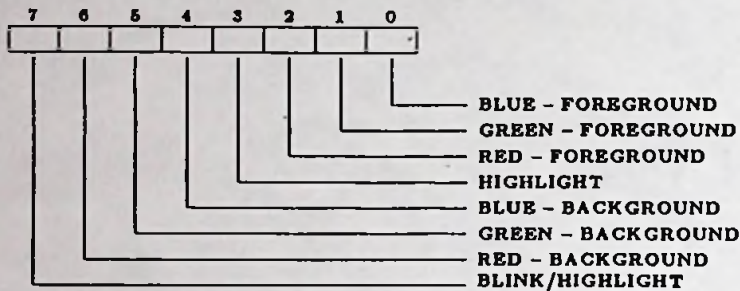 7 6 5 4 3 2 1 0
BLUE - FOREGROUND
GREEN - FOREGROUND
RED - FOREGROUND
HIGHLIGHT
BLUE - BACKGROUND
GREEN - BACKGROUND
RED - BACKGROUND
BLINK/HIGHLIGHT